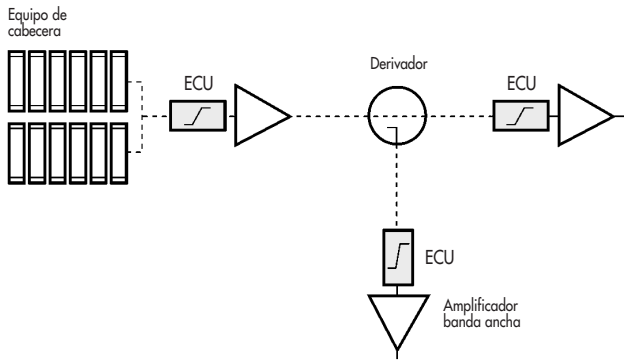 Equipo de
cabecera
ECU
Derivador
ECU
ECU
Amplificador
banda ancha